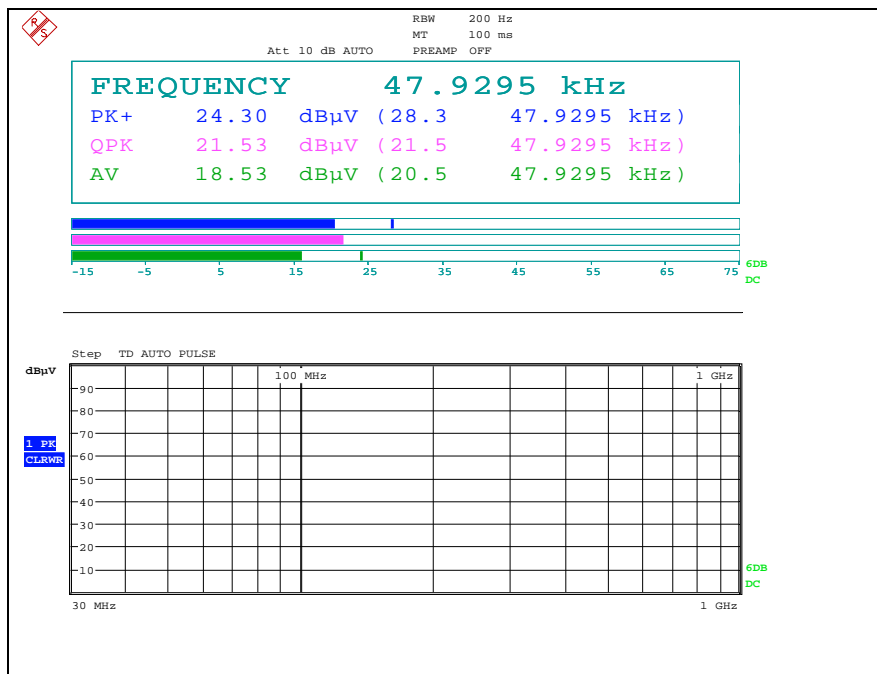 R S
RBW 200 Hz
MT 100 ms
Att 10 dB AUTO PREAMP OFF
FREQUENCY 47.9295 kHz
PK+ 24.30 dBµV (28.3 47.9295 kHz)
QPK 21.53 dBµV (21.5 47.9295 kHz)
AV 18.53 dBµV (20.5 47.9295 kHz)
-15 -5 5 15 25 35 45 55 65 75
6DB
DC
Step TD AUTO PULSE
dBµV
100 MHz 1 GHz
90
80
70
1 PK
CLRWR
60
50
40
30
20
10
6DB
DC
30 MHz 1 GHz